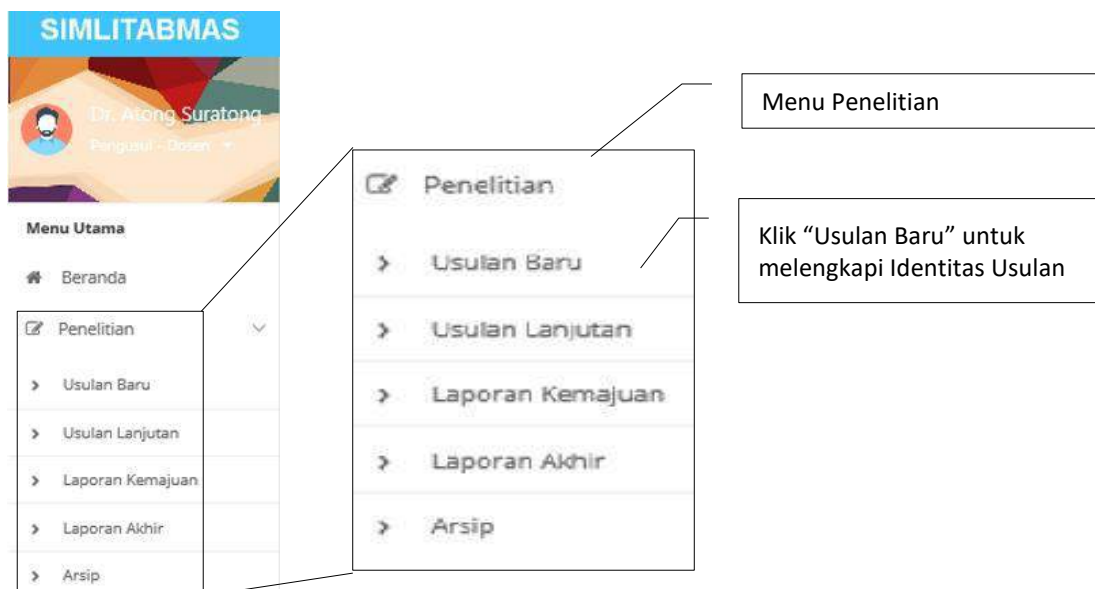 SIMLITABMAS
Dr. Atong Suratong
Pengusul - Dosen
Menu Utama
Beranda
Penelitian
Usulan Baru
Usulan Lanjutan
Laporan Kemajuan
Laporan Akhir
Arsip
Penelitian
Usulan Baru
Usulan Lanjutan
Laporan Kemajuan
Laporan Akhir
Arsip
Menu Penelitian
Klik “Usulan Baru” untuk
melengkapi Identitas Usulan